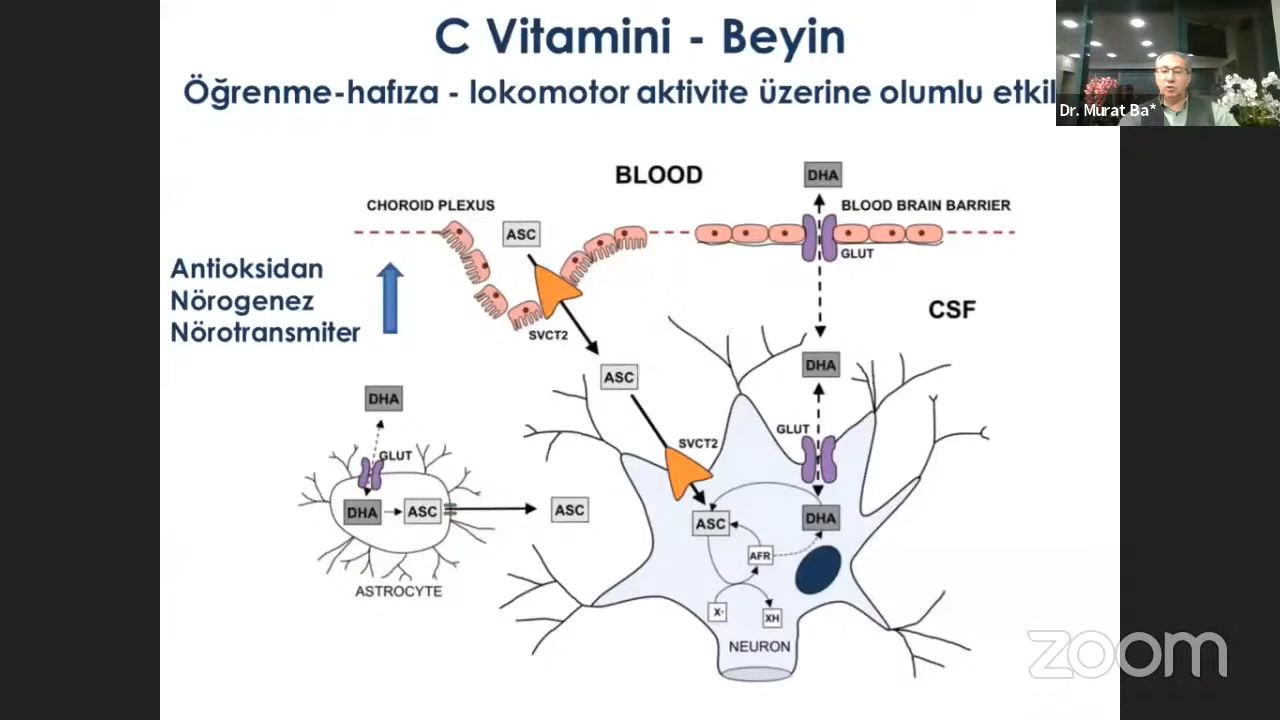 C Vitamini - Beyin
Öğrenme-hafıza - lokomotor aktivite üzerine olumlu
Dr. Murat Ba*
BLOOD
DHA
CHOROID PLEXUS
BLOOD BRAIN BARRIER
ASC
GLUT
Antioksidan
Nörogenez
Nörotransmiter
CSF
SVCT2
DHA
ASC
DHA
GLUT
SVCT2
GLUT
DHA
ASC
ASC
ASC
DHA
AFR
ASTROCYTE
X·
XH
NEURON
zoom